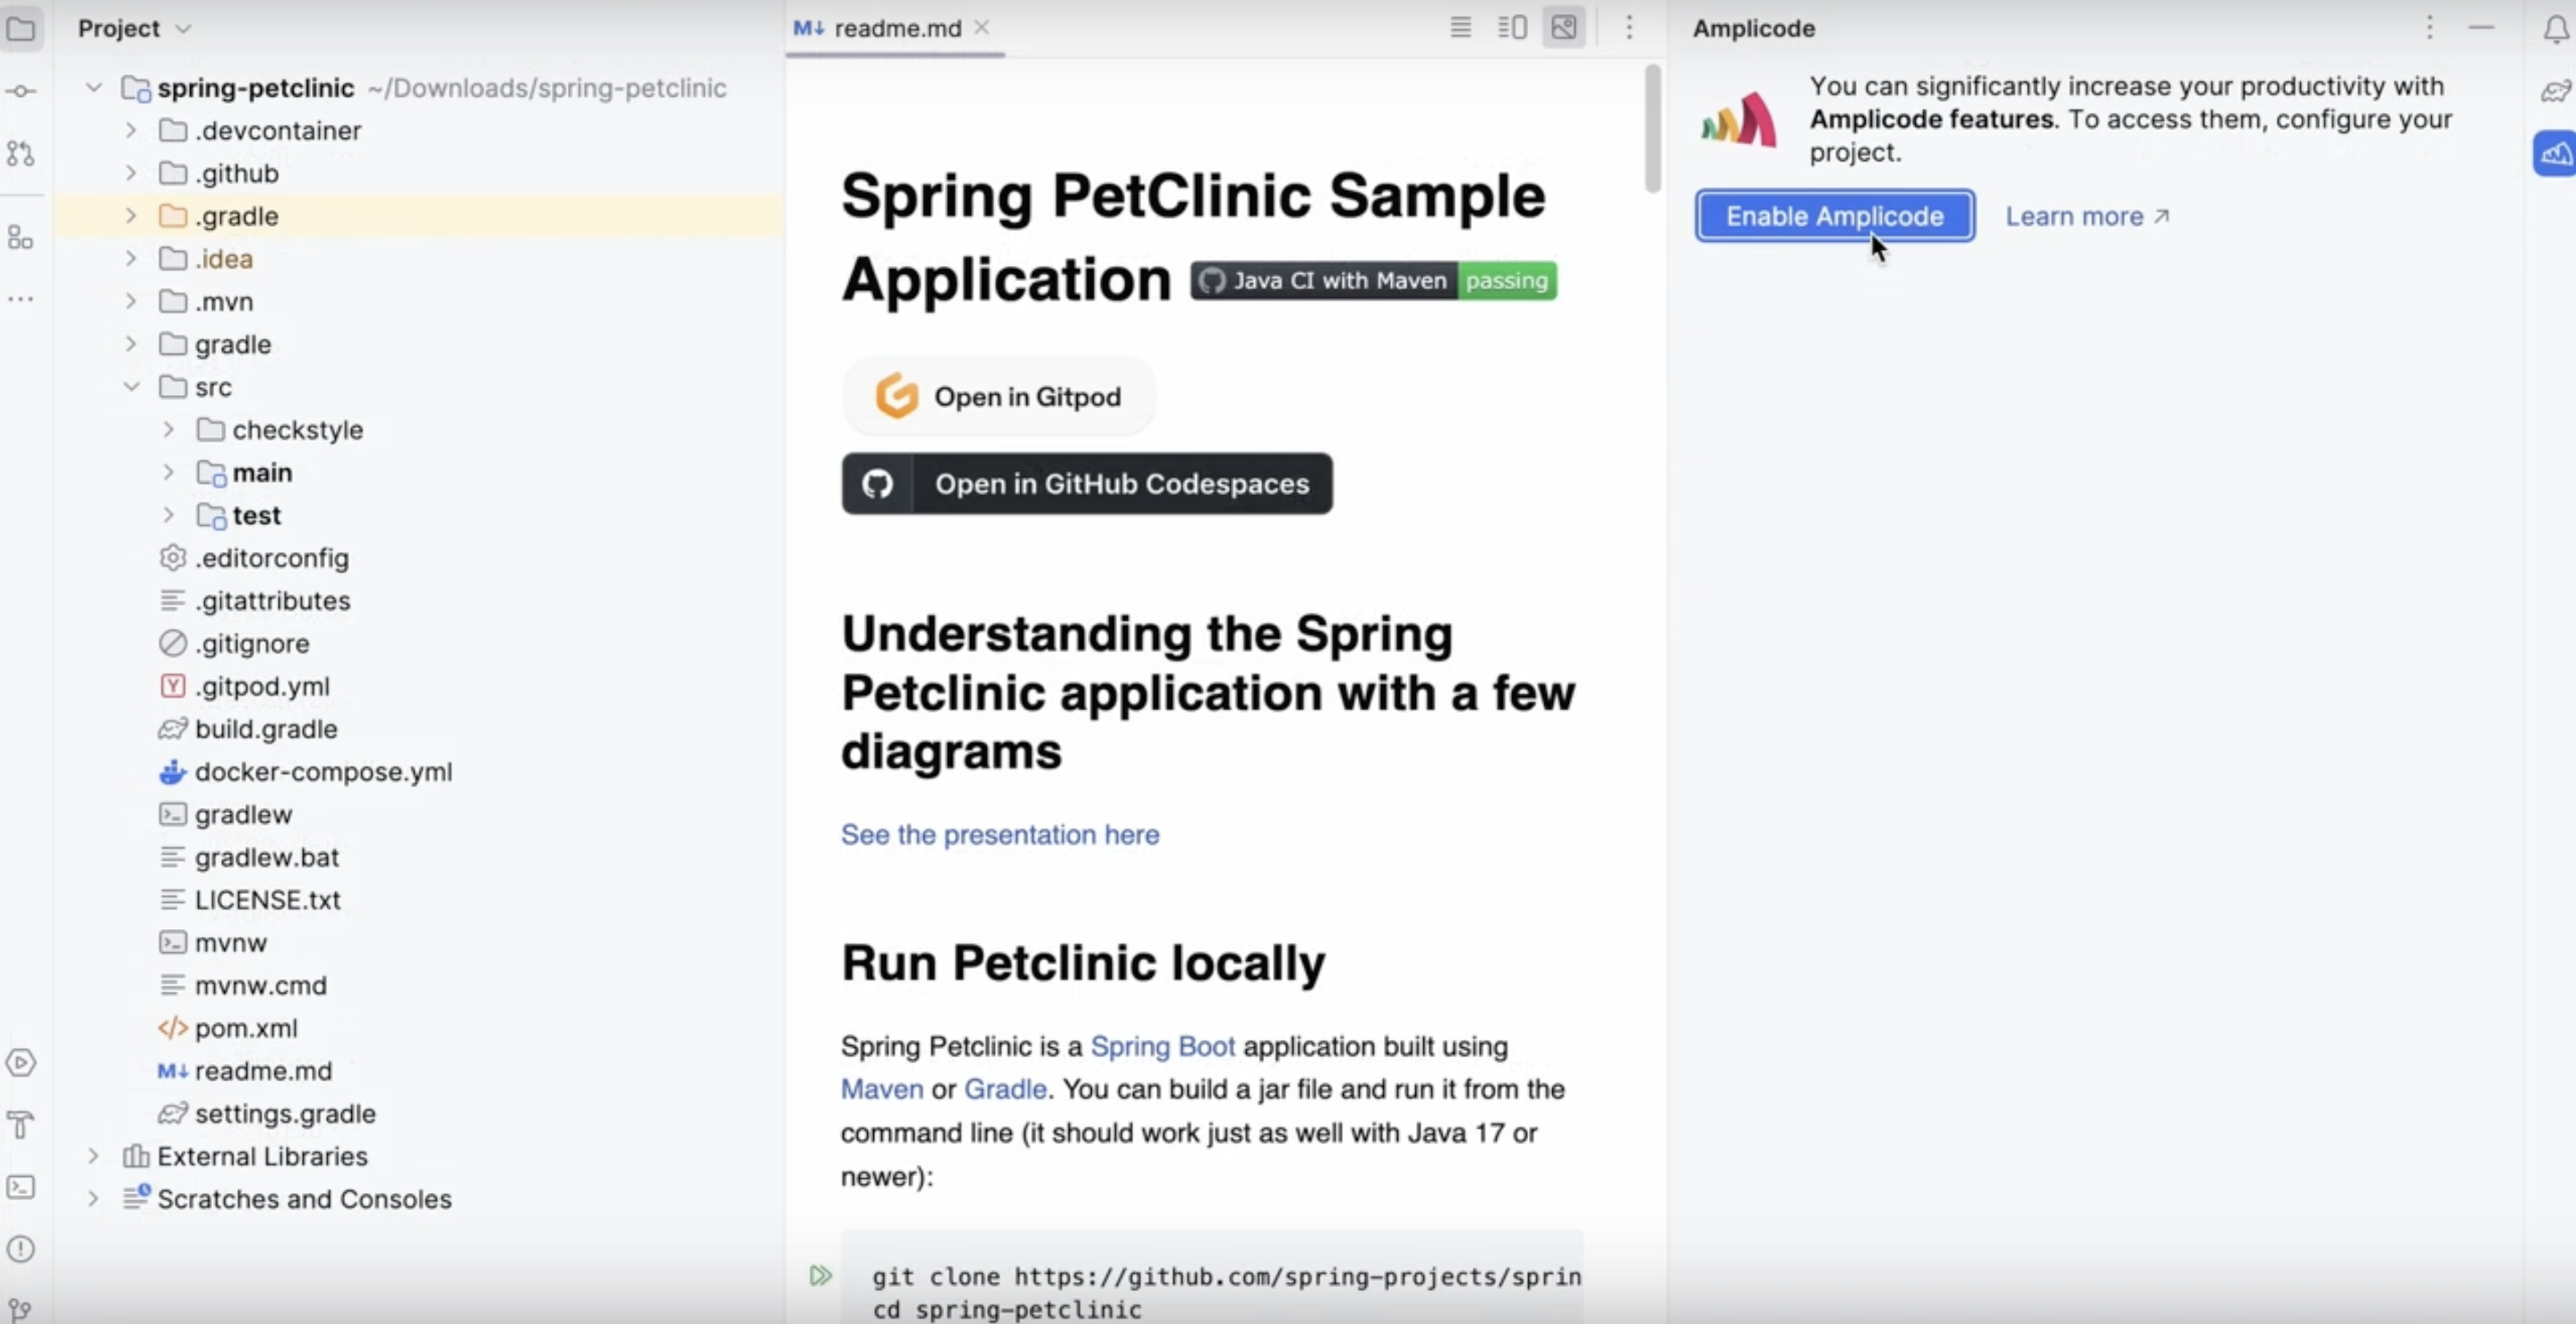 Project
spring-petclinic ~/Downloads/spring-petclinic
.devcontainer
.github
.gradle
.idea
.mvn
gradle
src
checkstyle
main
test
.editorconfig
.gitattributes
.gitignore
.gitpod.yml
build.gradle
docker-compose.yml
gradlew
gradlew.bat
LICENSE.txt
mvnw
mvnw.cmd
pom.xml
readme.md
settings.gradle
External Libraries
Scratches and Consoles
readme.md
Spring PetClinic Sample
Application Java CI with Maven passing
Open in Gitpod
Open in GitHub Codespaces
Understanding the Spring
Petclinic application with a few
diagrams
See the presentation here
Run Petclinic locally
Spring Petclinic is a Spring Boot application built using
Maven or Gradle. You can build a jar file and run it from the
command line (it should work just as well with Java 17 or
newer):
git clone https://github.com/spring-projects/sprin
cd spring-petclinic
Amplicode
You can significantly increase your productivity with
Amplicode features. To access them, configure your
project.
Enable Amplicode Learn more ↗